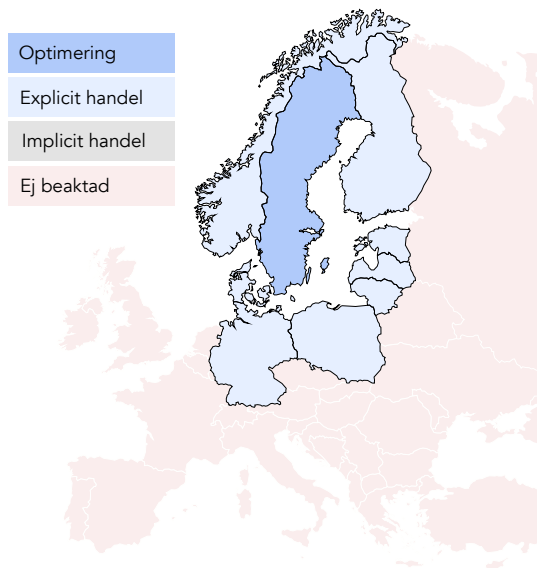 Optimering
Explicit handel
Implicit handel
Ej beaktad